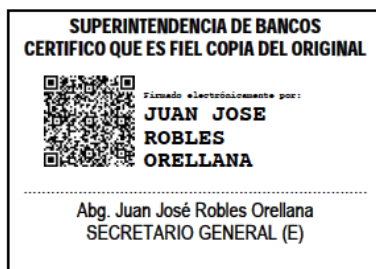 SUPERINTENDENCIA DE BANCOS
CERTIFICO QUE ES FIEL COPIA DEL ORIGINAL
Firmado electrónicamente por:
JUAN JOSE
ROBLES
ORELLANA
Abg. Juan José Robles Orellana
SECRETARIO GENERAL (E)